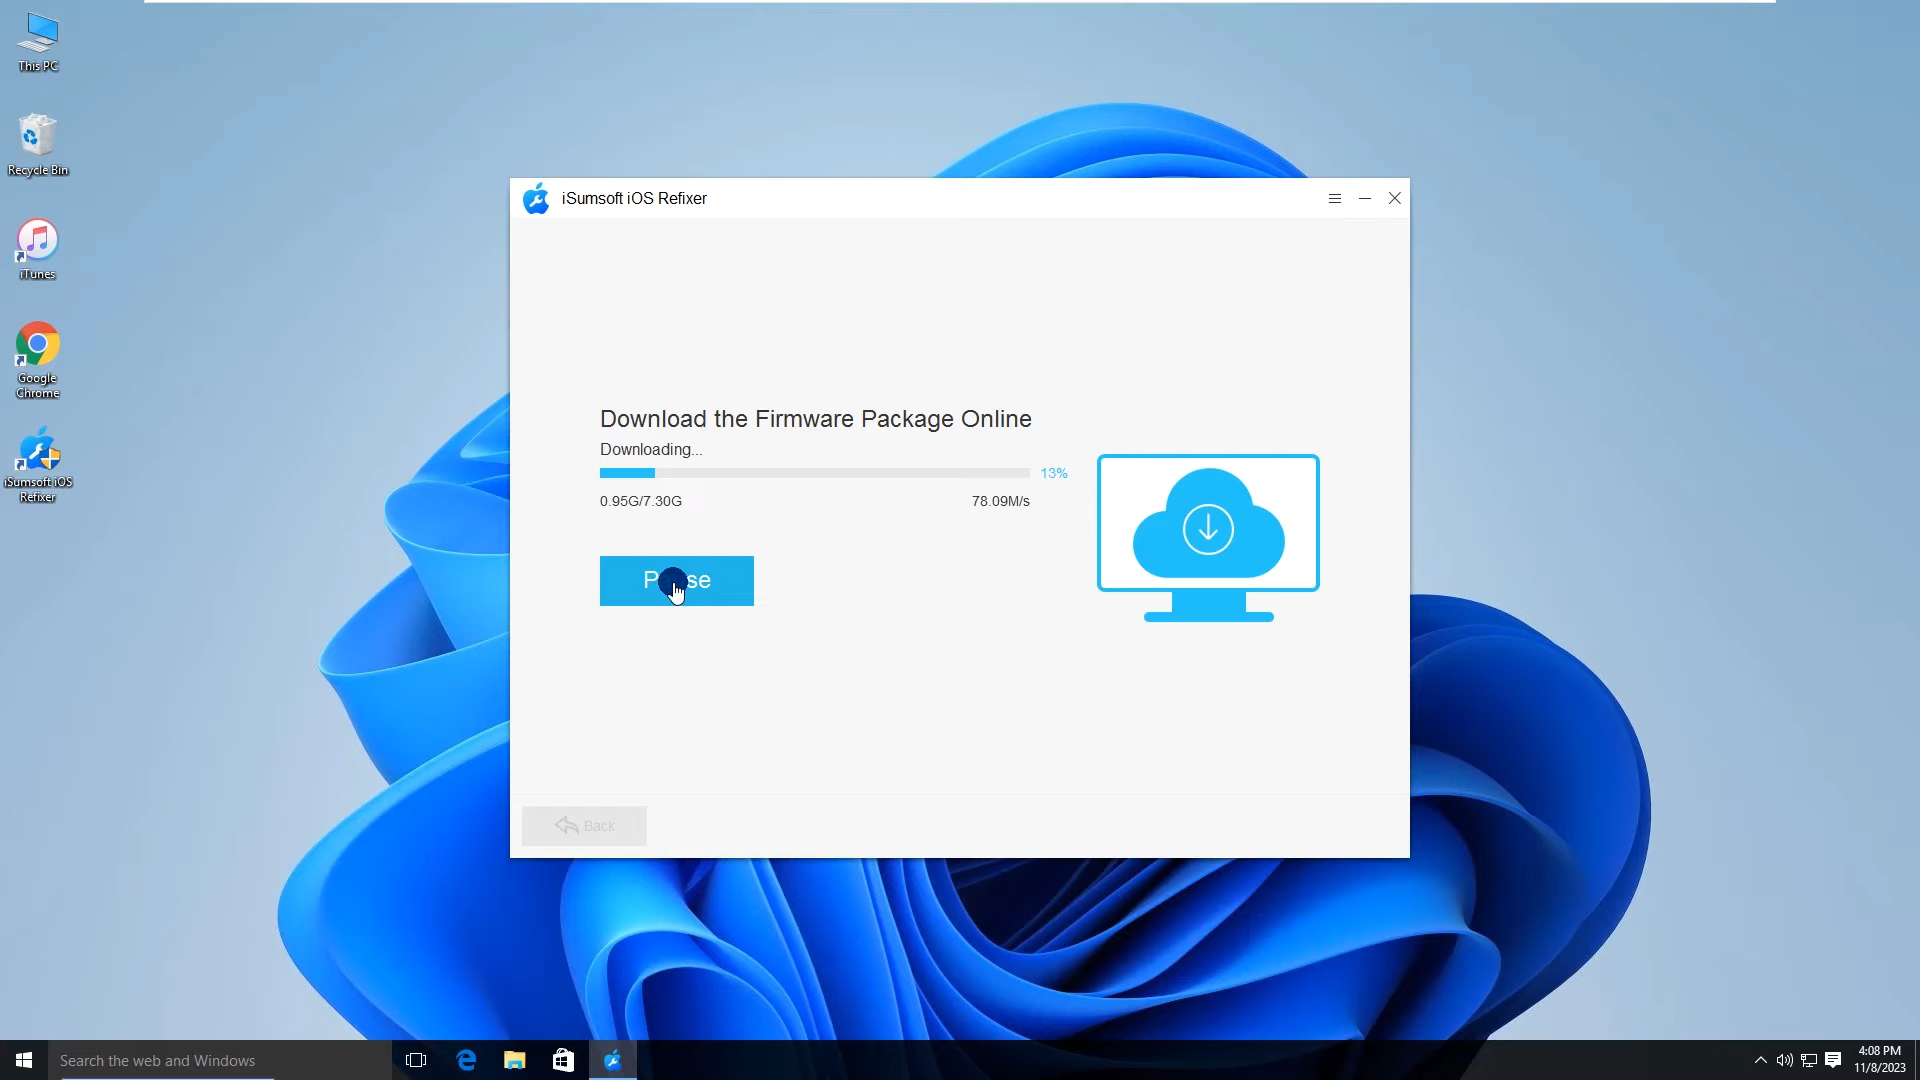 This PC
Recycle Bin
iTunes
Google
Chrome
iSumsoft iOS
Refixer
iSumsoft iOS Refixer
Download the Firmware Package Online
Downloading...
13%
0.95G/7.30G
78.09M/s
Back
Search the web and Windows
4:08 PM
11/8/2023